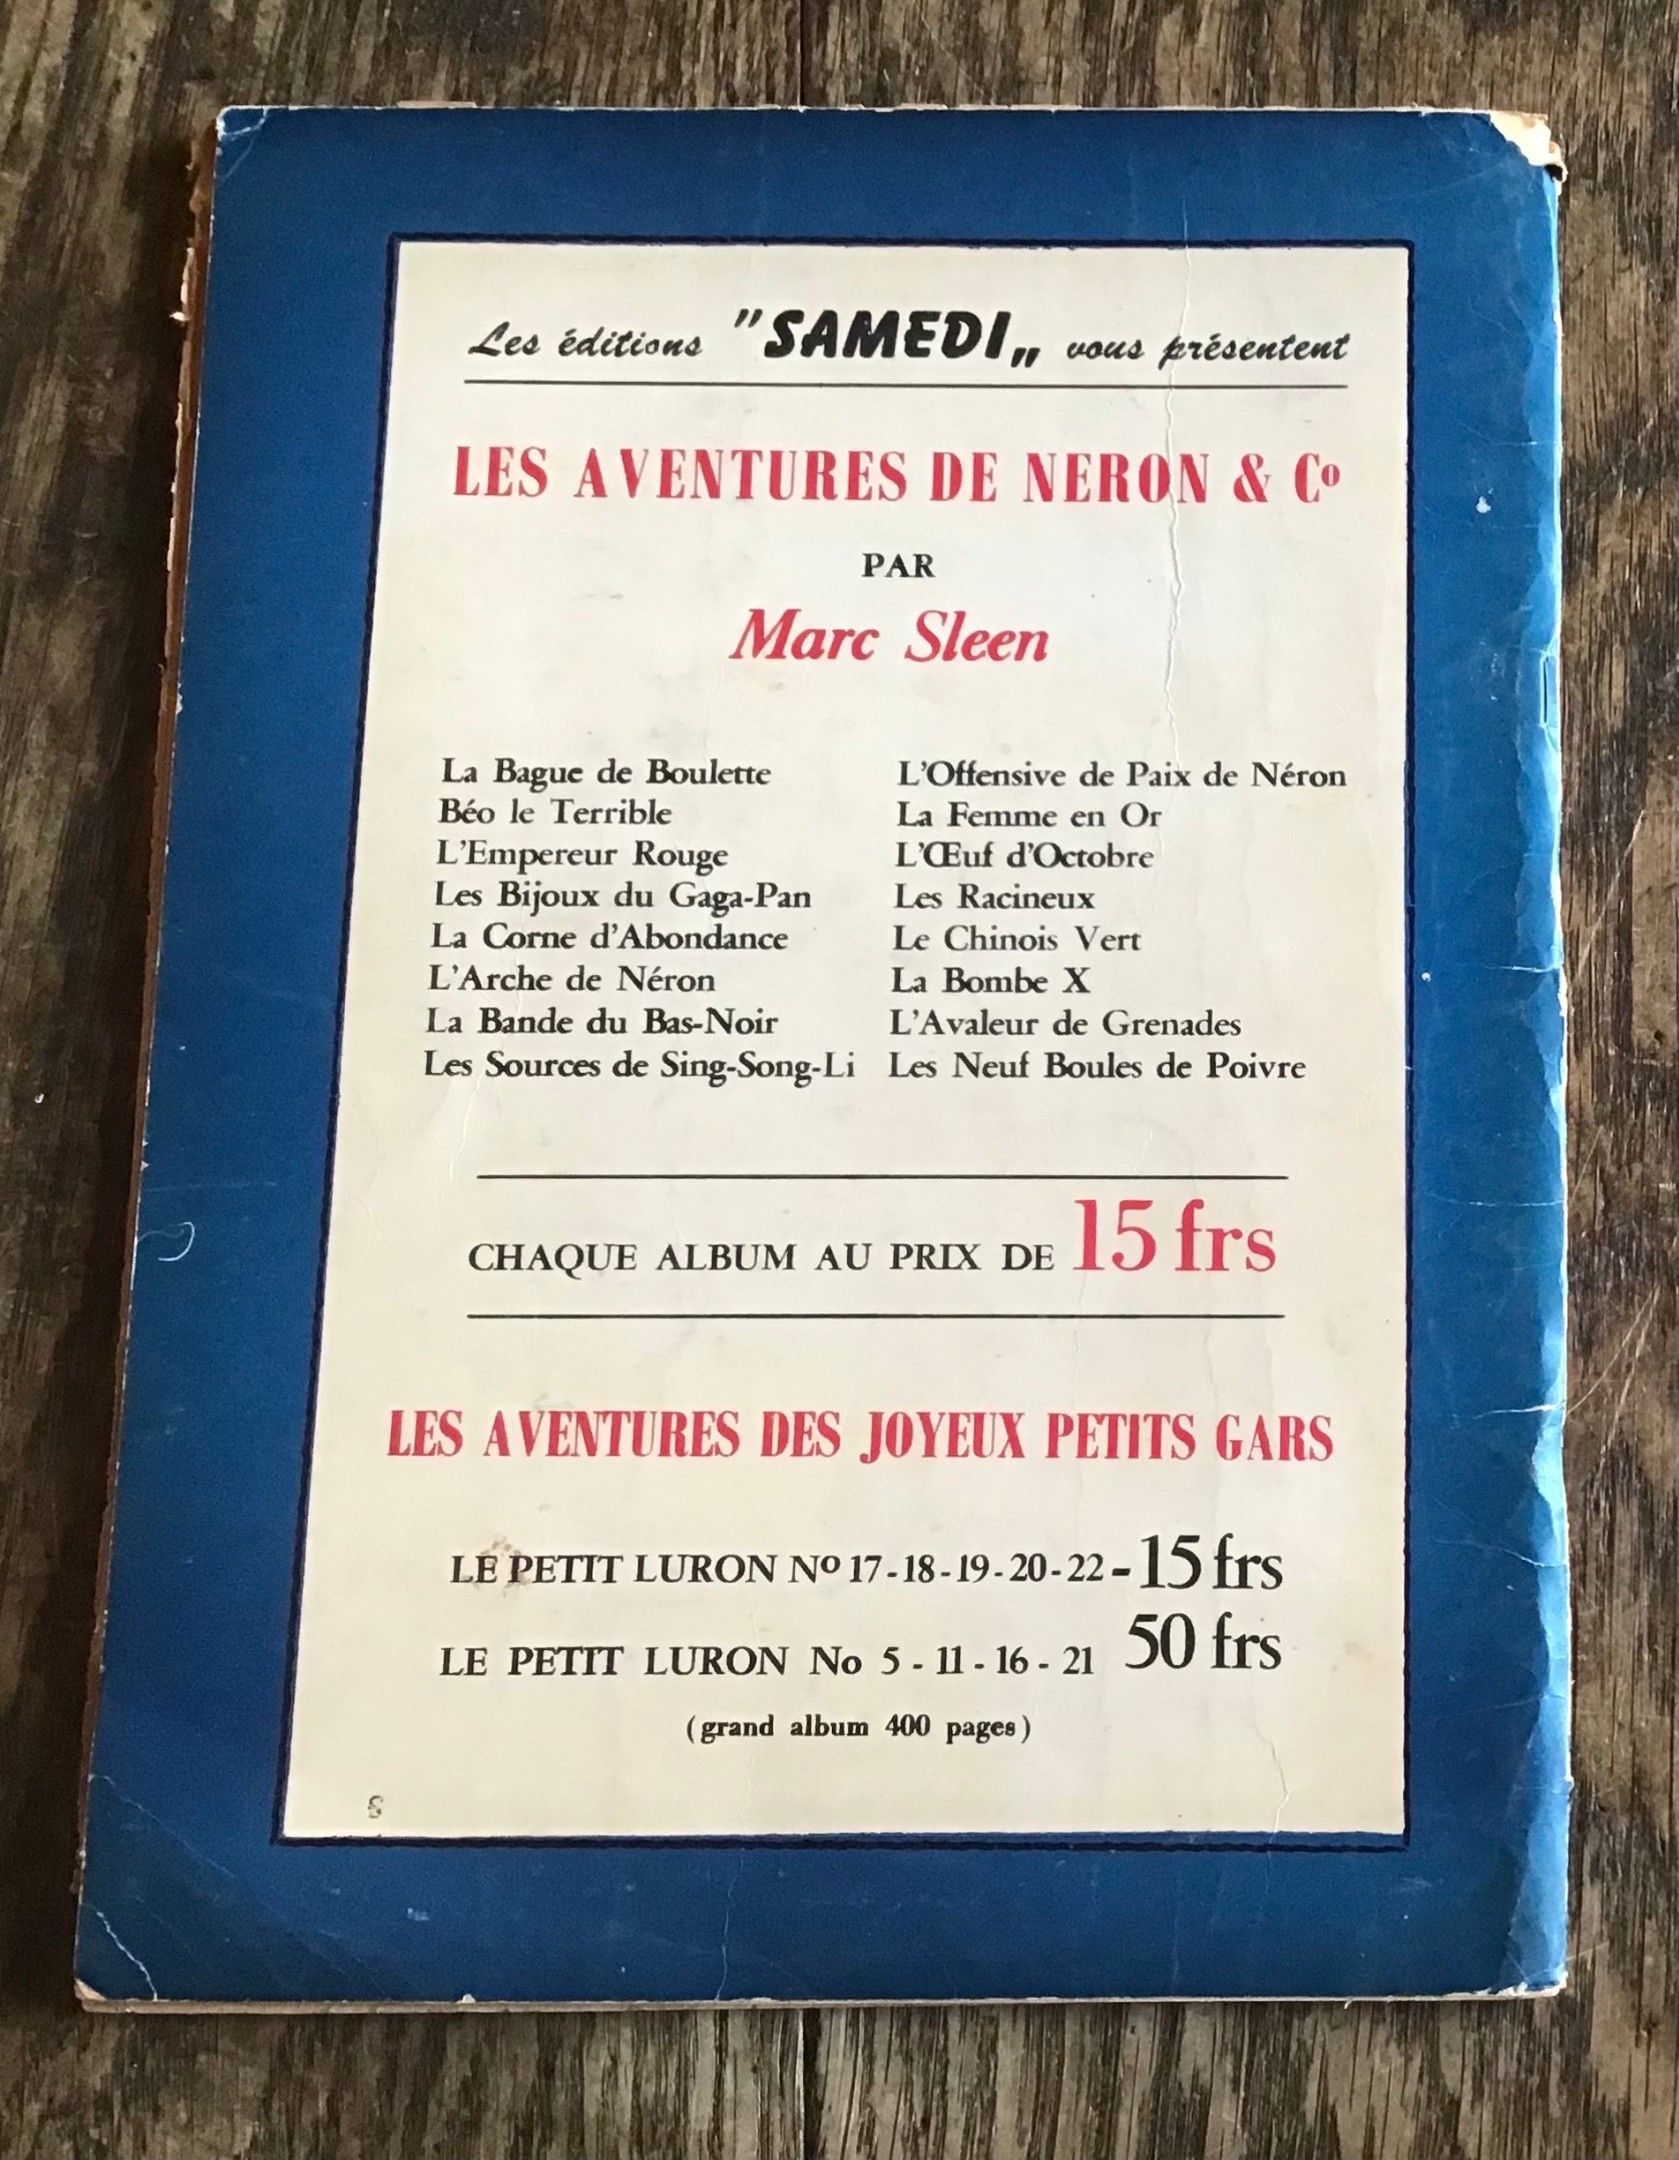 Les éditions "SAMEDI„ vous présentent
LES AVENTURES DE NERON & Cº
PAR
Marc Sleen
La Bague de Boulette
Béo le Terrible
L'Empereur Rouge
Les Bijoux du Gaga-Pan
La Corne d'Abondance
L'Arche de Néron
La Bande du Bas-Noir
Les Sources de Sing-Song-Li
L'Offensive de Paix de Néron
La Femme en Or
L'Œuf d'Octobre
Les Racineux
Le Chinois Vert
La Bombe X
L'Avaleur de Grenades
Les Neuf Boules de Poivre
CHAQUE ALBUM AU PRIX DE 15 frs
LES AVENTURES DES JOYEUX PETITS GARS
LE PETIT LURON Nº 17-18-19-20-22 - 15 frs
LE PETIT LURON No 5 - 11 - 16 - 21 50 frs
(grand album 400 pages)